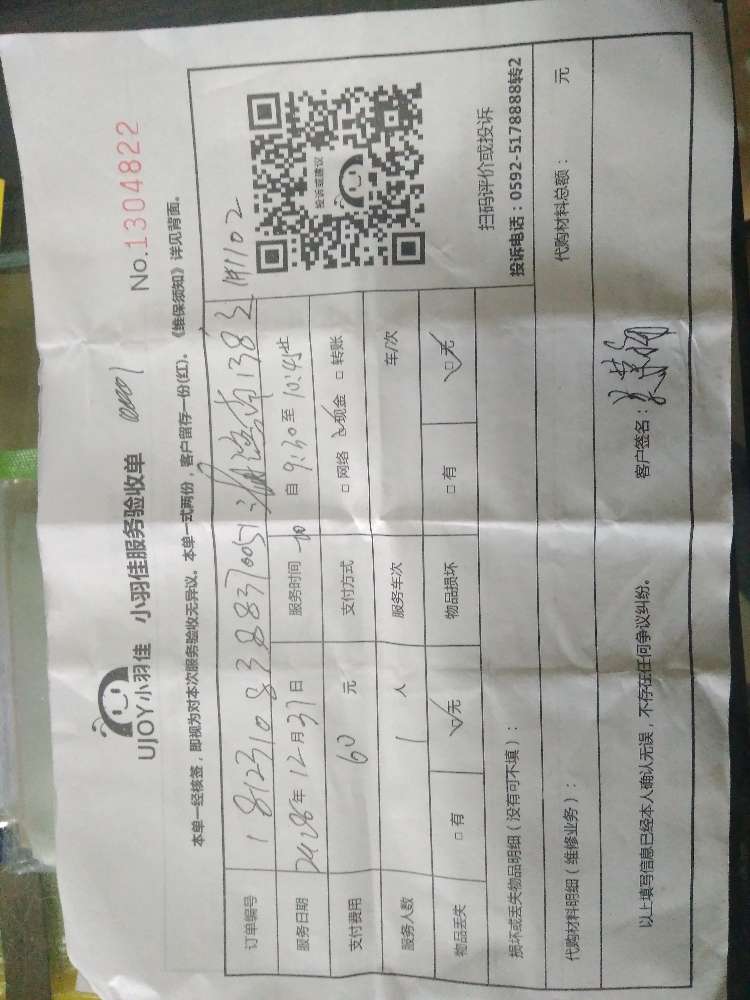 UJOY小羽佳 小羽佳服务验收单
No.1304822
本单一经核签，即视为对本次服务验收无异议。本单一式两份，客户留存一份(红)。《维保须知》详见背面。
订单编号
服务日期 年12月31日 服务时间 自9:30至10:45止
支付费用 60 元 支付方式 □网络 ☑现金 □转账
服务人数 1 人 服务车次 车/次
物品丢失 □有 ☑无 物品损坏 □有 ☑无
投诉或建议
扫码评价或投诉
投诉电话：0592-5178888转2
损坏或丢失物品明细（没有可不填）：
代购材料明细（维修业务）： 代购材料总额： 元
以上填写信息已经本人确认无误，不存在任何争议纠纷。 客户签名：